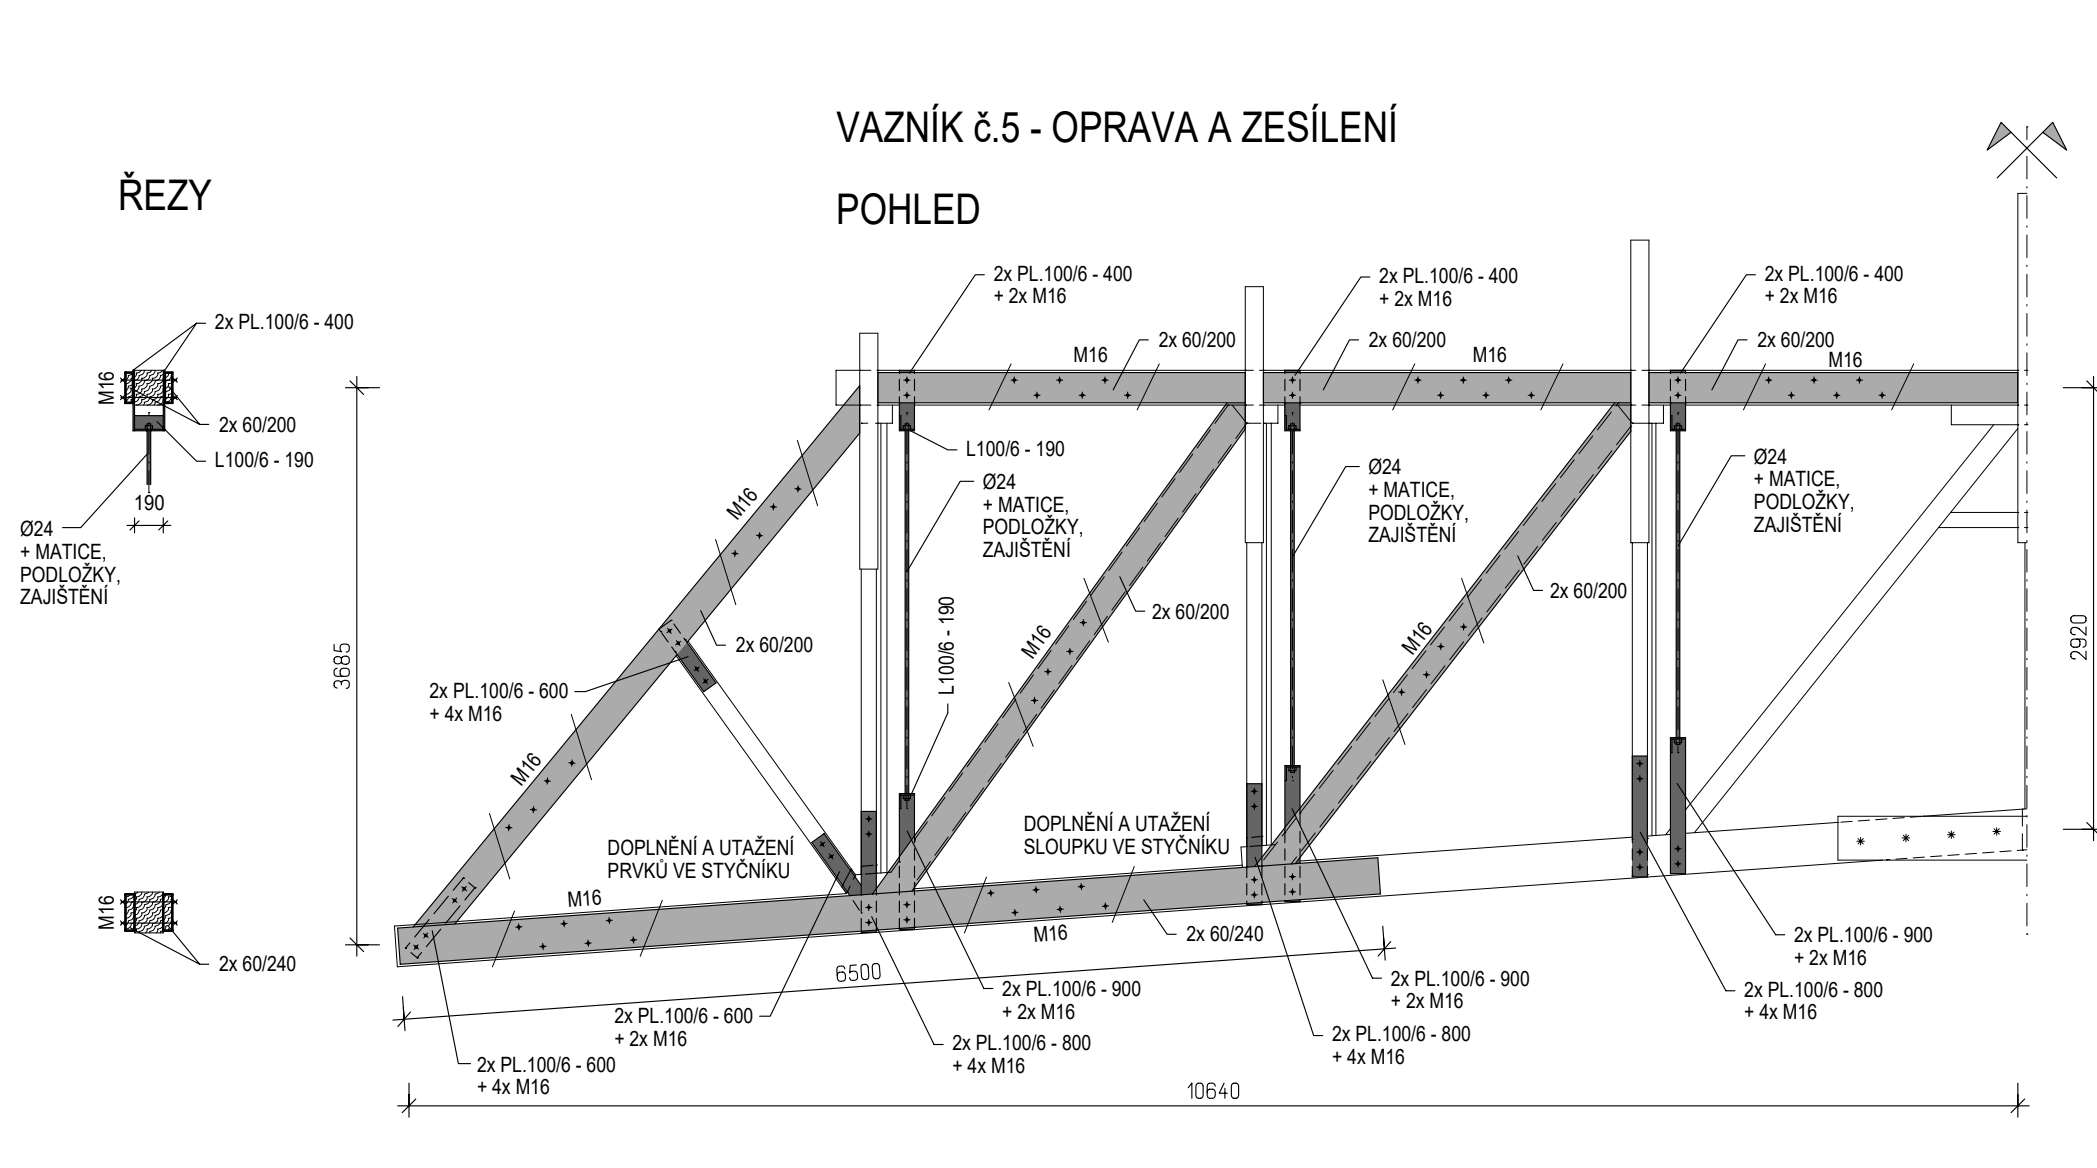 VAZNÍK č.5 - OPRAVA A ZESÍLENÍ
ŘEZY
POHLED
2x PL.100/6 - 400
+ 2x M16
2x PL.100/6 - 400
+ 2x M16
2x PL.100/6 - 400
+ 2x M16
2x PL.100/6 - 400
M16
2x 60/200
L100/6 - 190
190
Ø24
+ MATICE,
PODLOŽKY,
ZAJIŠTĚNÍ
M16
2x 60/240
M16
2x 60/200
2x 60/200
M16
2x 60/200
M16
L100/6 - 190
Ø24
+ MATICE,
PODLOŽKY,
ZAJIŠTĚNÍ
Ø24
+ MATICE,
PODLOŽKY,
ZAJIŠTĚNÍ
Ø24
+ MATICE,
PODLOŽKY,
ZAJIŠTĚNÍ
M16
2x 60/200
L100/6 - 190
M16
2x 60/200
M16
2x 60/200
3685
2920
2x PL.100/6 - 600
+ 4x M16
M16
DOPLNĚNÍ A UTAŽENÍ
PRVKŮ VE STYČNÍKU
DOPLNĚNÍ A UTAŽENÍ
SLOUPKU VE STYČNÍKU
M16
M16
2x 60/240
6500
2x PL.100/6 - 900
+ 2x M16
2x PL.100/6 - 900
+ 2x M16
2x PL.100/6 - 900
+ 2x M16
2x PL.100/6 - 800
+ 4x M16
2x PL.100/6 - 600
+ 2x M16
2x PL.100/6 - 800
+ 4x M16
2x PL.100/6 - 800
+ 4x M16
2x PL.100/6 - 600
+ 4x M16
10640